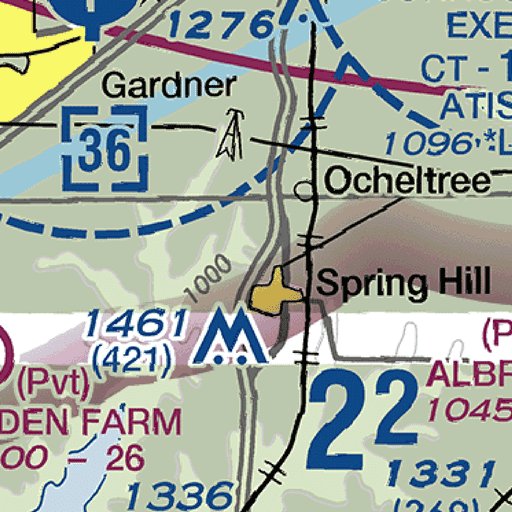 1276
EXE
Gardner
CT - 1
ATIS
36
1096 *L
Ocheltree
1000
Spring Hill
1461
(421)
(P
(Pvt)
ALBR
DEN FARM
1045
00 - 26
22
1331
1336
(269)